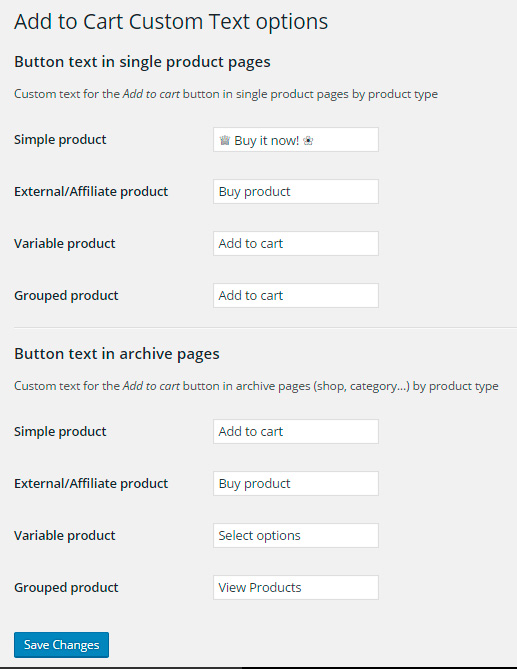 Add to Cart Custom Text options
Button text in single product pages
Custom text for the Add to cart button in single product pages by product type
Simple product
Buy it now!
External/Affiliate product
Buy product
Variable product
Add to cart
Grouped product
Add to cart
Button text in archive pages
Custom text for the Add to cart button in archive pages (shop, category...) by product type
Simple product
Add to cart
External/Affiliate product
Buy product
Variable product
Select options
Grouped product
View Products
Save Changes